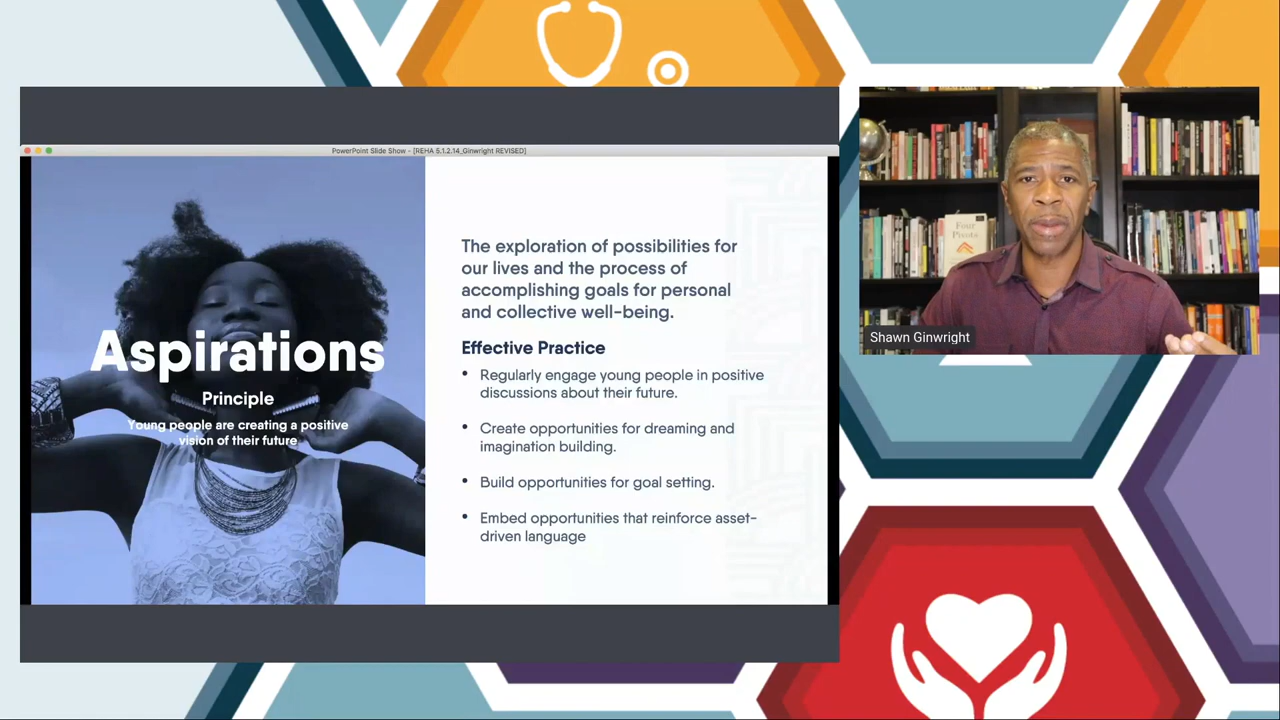 PowerPoint Slide Show - [REHA 5.1.2.14_Ginwright REVISED]
Aspirations
Principle
Young people are creating a positive
vision of their future
The exploration of possibilities for
our lives and the process of
accomplishing goals for personal
and collective well-being.
Effective Practice
• Regularly engage young people in positive
discussions about their future.
• Create opportunities for dreaming and
imagination building.
• Build opportunities for goal setting.
• Embed opportunities that reinforce asset-
driven language
Four
Pivots
Shawn Ginwright